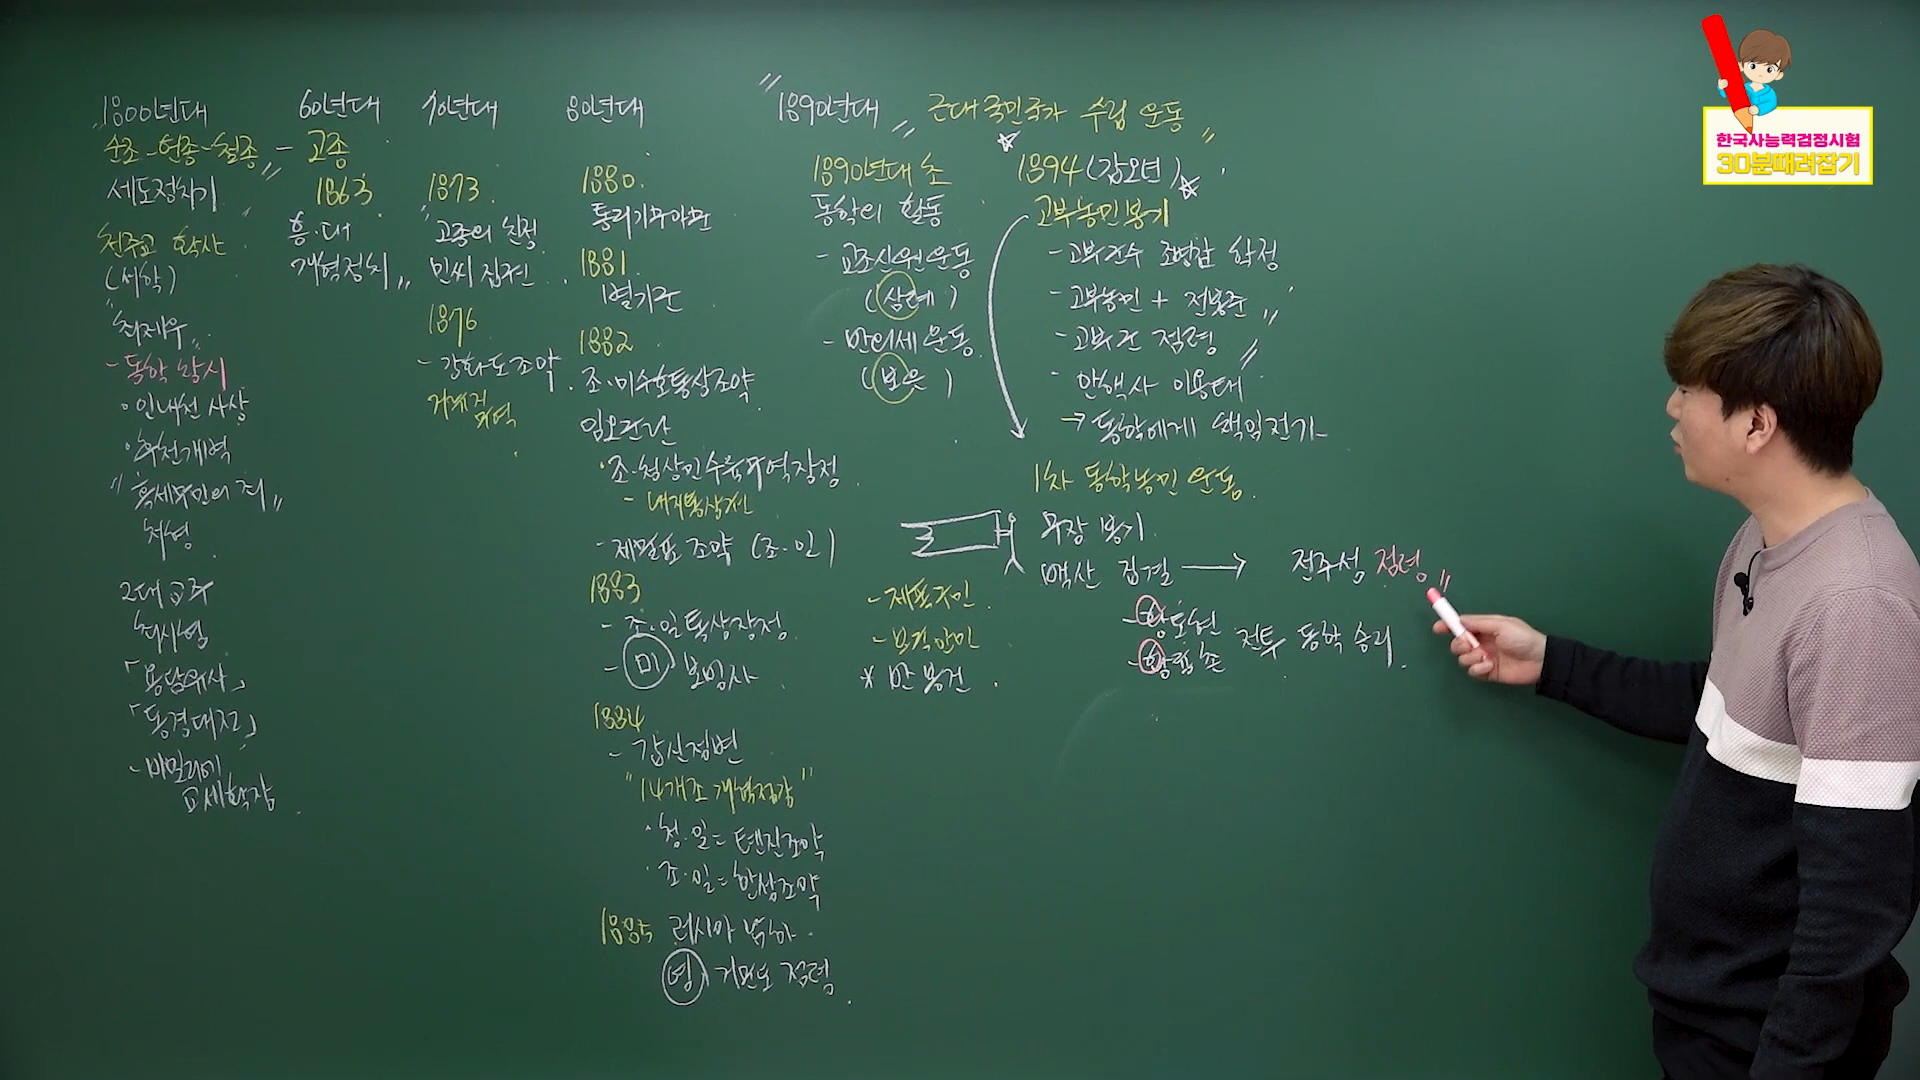 1800년대
순조-헌종-철종
세도정치기
천주교 확산
(서학)
최제우
- 동학 창시
· 인내천 사상
· 후천개벽
"혹세무민의 죄"
처형
2대 교주
최시형
「용담유사」
「동경대전」
- 비밀리에
교세확장
60년대
- 고종
1863
흥·대
개혁정치
70년대
1873
고종의 친정
민씨 집권
1876
- 강화도조약
거류지
무역
80년대
1880.
통리기무아문
1881.
별기군
1882
조·미수호통상조약
임오군란
· 조·청상민수륙무역장정
- 내지통상권
- 제물포 조약 (조·일)
1883
- 조·일통상장정
- 미 보빙사
1884
- 갑신정변
"14개조 개혁정강"
· 청·일 = 텐진조약
· 조·일 = 한성조약
1885 러시아 남하
영 거문도 점령
"1890년대" 근대 국민국가 수립 운동"
1890년대 초
동학의 활동
- 교조신원운동
(삼례)
- 만의세운동
(보은)
☆ 1894 (갑오년) ☆
고부농민봉기
- 고부군수 조병갑 학정
- 고부농민 + 전봉준
- 고부군 점령
- 안핵사 이용태
→ 동학에게 책임전가
1차 동학농민 운동
무장 봉기
백산 집결 → 전주성 점령
- 제폭구민
- 보국안민
* 반봉건
- 황토현
- 황룡촌
전투 동학 승리
한국사능력검정시험
30분때려잡기